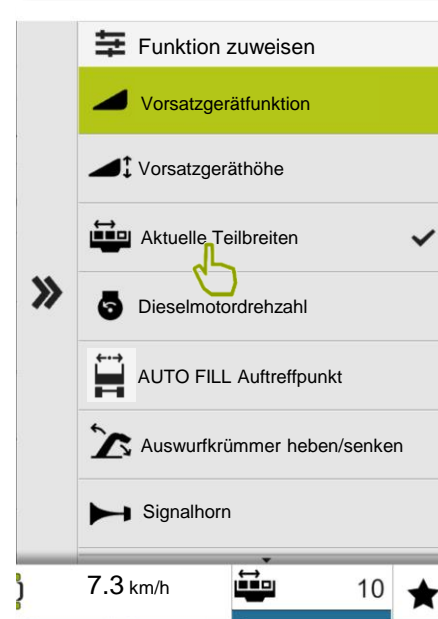 Funktion zuweisen
Vorsatzgerätfunktion
Vorsatzgeräthöhe
Aktuelle Teilbreiten
Dieselmotordrehzahl
AUTO FILL Auftreffpunkt
Auswurfkrümmer heben/senken
Signalhorn
7.3 km/h 10